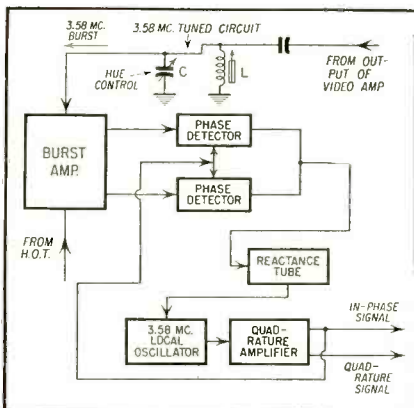 3.58 MC.
BURST
3.58 MC. TUNED CIRCUIT
HUE
CONTROL
C
L
FROM OUT-
PUT OF
VIDEO AMP.
BURST
AMP.
PHASE
DETECTOR
PHASE
DETECTOR
FROM
H.O.T.
REACTANCE
TUBE
3.58 MC.
LOCAL
OSCILLATOR
QUAD-
RATURE
AMPLIFIER
IN-PHASE
SIGNAL
QUAD-
RATURE
SIGNAL